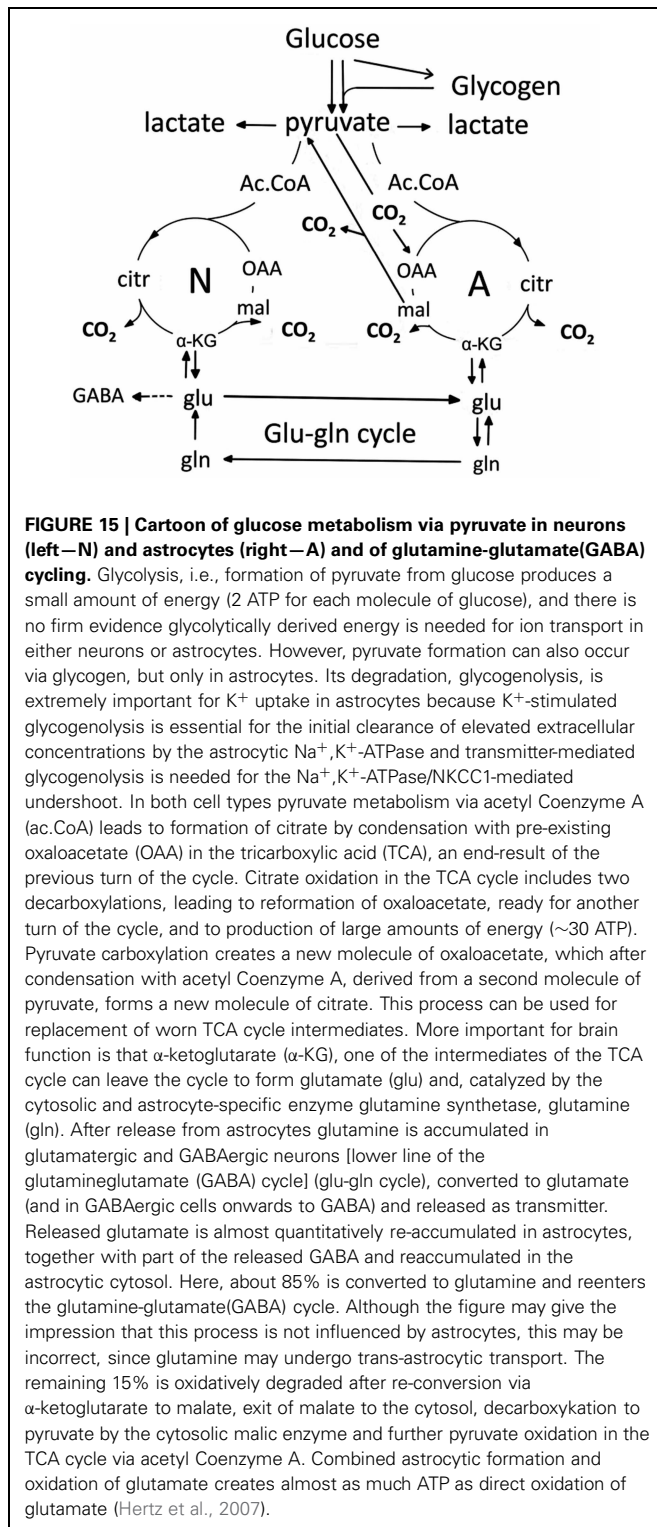 Glucose
Glycogen
lactate pyruvate lactate
Ac.CoA Ac.CoA
CO₂ CO₂
citr N OAA OAA A citr
mal mal
CO₂ α-KG CO₂ CO₂ α-KG CO₂
GABA glu glu
Glu-gln cycle
gln gln
FIGURE 15 | Cartoon of glucose metabolism via pyruvate in neurons
(left—N) and astrocytes (right—A) and of glutamine-glutamate(GABA)
cycling. Glycolysis, i.e., formation of pyruvate from glucose produces a
small amount of energy (2 ATP for each molecule of glucose), and there is
no firm evidence glycolytically derived energy is needed for ion transport in
either neurons or astrocytes. However, pyruvate formation can also occur
via glycogen, but only in astrocytes. Its degradation, glycogenolysis, is
extremely important for K⁺ uptake in astrocytes because K⁺-stimulated
glycogenolysis is essential for the initial clearance of elevated extracellular
concentrations by the astrocytic Na⁺,K⁺-ATPase and transmitter-mediated
glycogenolysis is needed for the Na⁺,K⁺-ATPase/NKCC1-mediated
undershoot. In both cell types pyruvate metabolism via acetyl Coenzyme A
(ac.CoA) leads to formation of citrate by condensation with pre-existing
oxaloacetate (OAA) in the tricarboxylic acid (TCA), an end-result of the
previous turn of the cycle. Citrate oxidation in the TCA cycle includes two
decarboxylations, leading to reformation of oxaloacetate, ready for another
turn of the cycle, and to production of large amounts of energy (∼30 ATP).
Pyruvate carboxylation creates a new molecule of oxaloacetate, which after
condensation with acetyl Coenzyme A, derived from a second molecule of
pyruvate, forms a new molecule of citrate. This process can be used for
replacement of worn TCA cycle intermediates. More important for brain
function is that α-ketoglutarate (α-KG), one of the intermediates of the TCA
cycle can leave the cycle to form glutamate (glu) and, catalyzed by the
cytosolic and astrocyte-specific enzyme glutamine synthetase, glutamine
(gln). After release from astrocytes glutamine is accumulated in
glutamatergic and GABAergic neurons [lower line of the
glutamineglutamate (GABA) cycle] (glu-gln cycle), converted to glutamate
(and in GABAergic cells onwards to GABA) and released as transmitter.
Released glutamate is almost quantitatively re-accumulated in astrocytes,
together with part of the released GABA and reaccumulated in the
astrocytic cytosol. Here, about 85% is converted to glutamine and reenters
the glutamine-glutamate(GABA) cycle. Although the figure may give the
impression that this process is not influenced by astrocytes, this may be
incorrect, since glutamine may undergo trans-astrocytic transport. The
remaining 15% is oxidatively degraded after re-conversion via
α-ketoglutarate to malate, exit of malate to the cytosol, decarboxykation to
pyruvate by the cytosolic malic enzyme and further pyruvate oxidation in the
TCA cycle via acetyl Coenzyme A. Combined astrocytic formation and
oxidation of glutamate creates almost as much ATP as direct oxidation of
glutamate (Hertz et al., 2007).